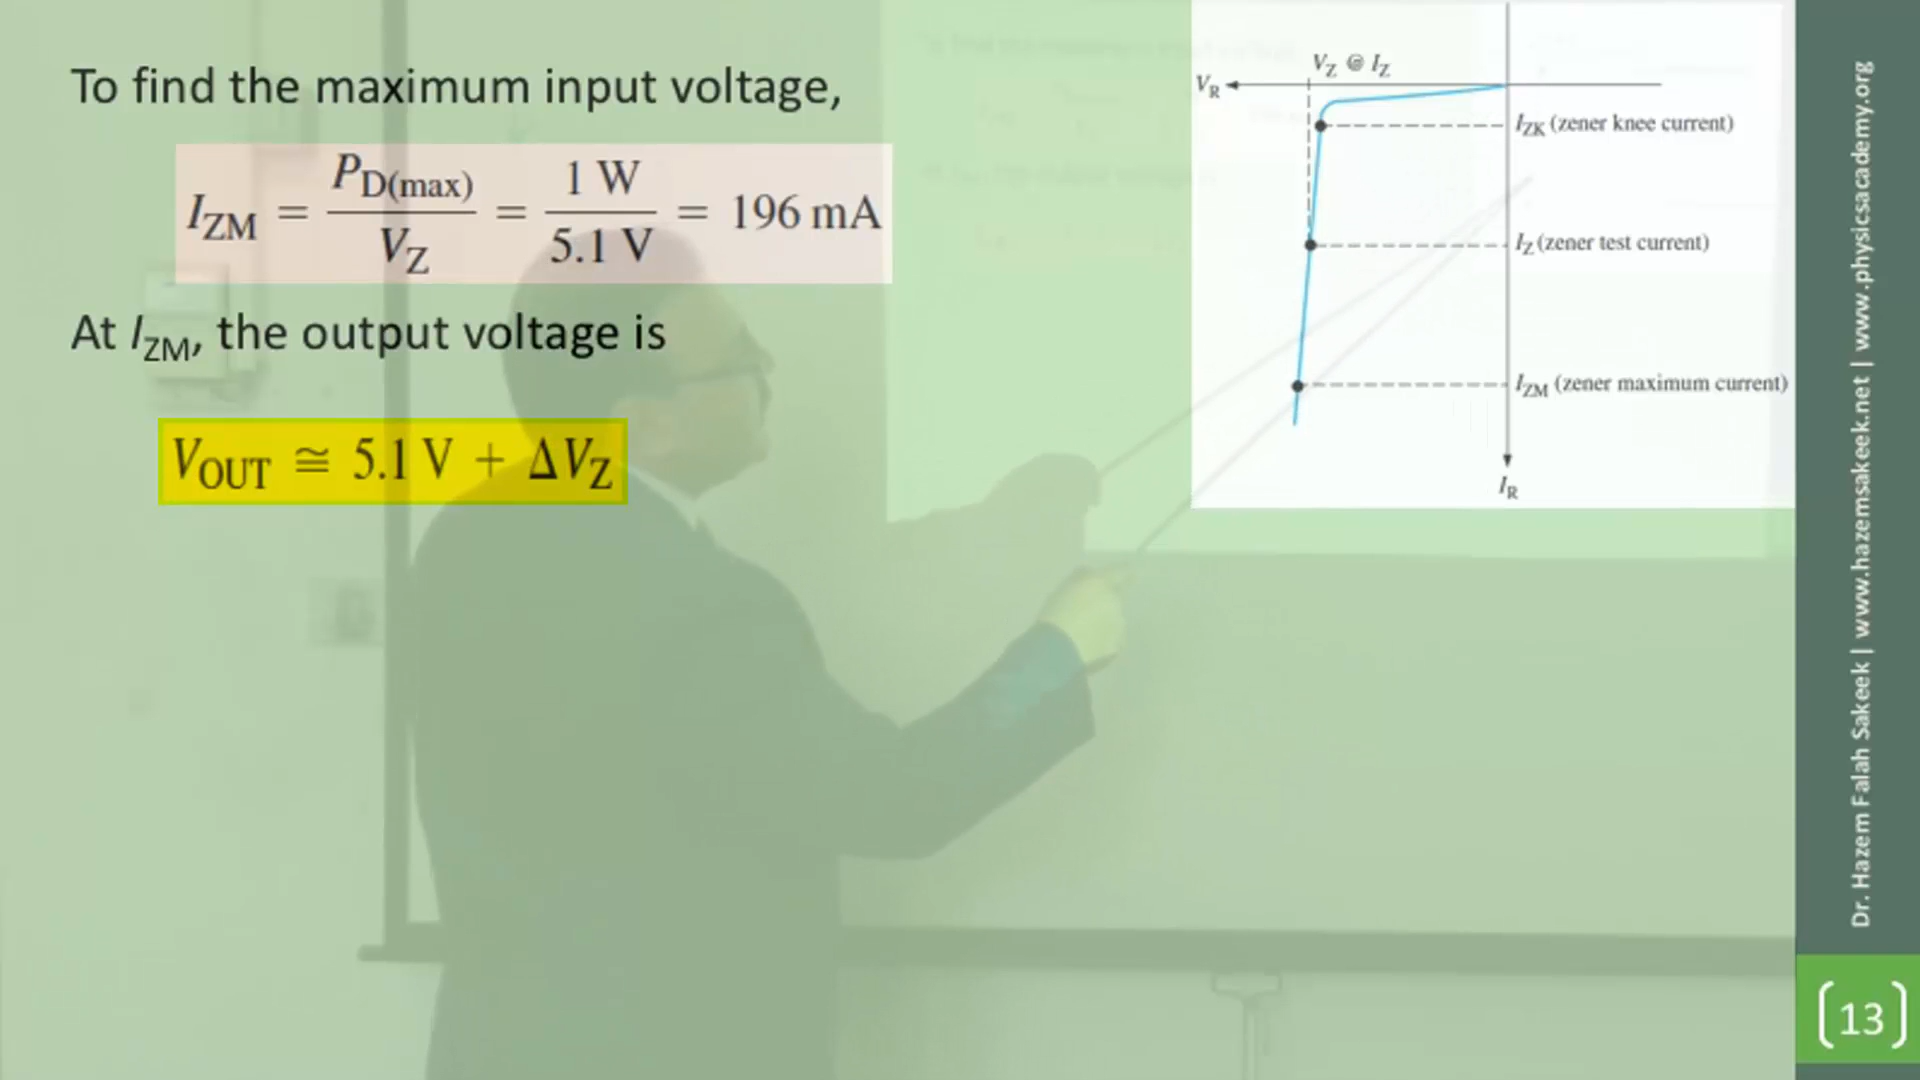 To find the maximum input voltage,
I_ZM = P_D(max) / V_Z = 1 W / 5.1 V = 196 mA
At I_ZM, the output voltage is
V_OUT ≅ 5.1 V + ΔV_Z
V_Z @ I_Z
V_R
I_ZK (zener knee current)
I_Z (zener test current)
I_ZM (zener maximum current)
I_R
Dr. Hazem Falah Sakeek | www.hazemsakeek.net | www.physicsacademy.org
13